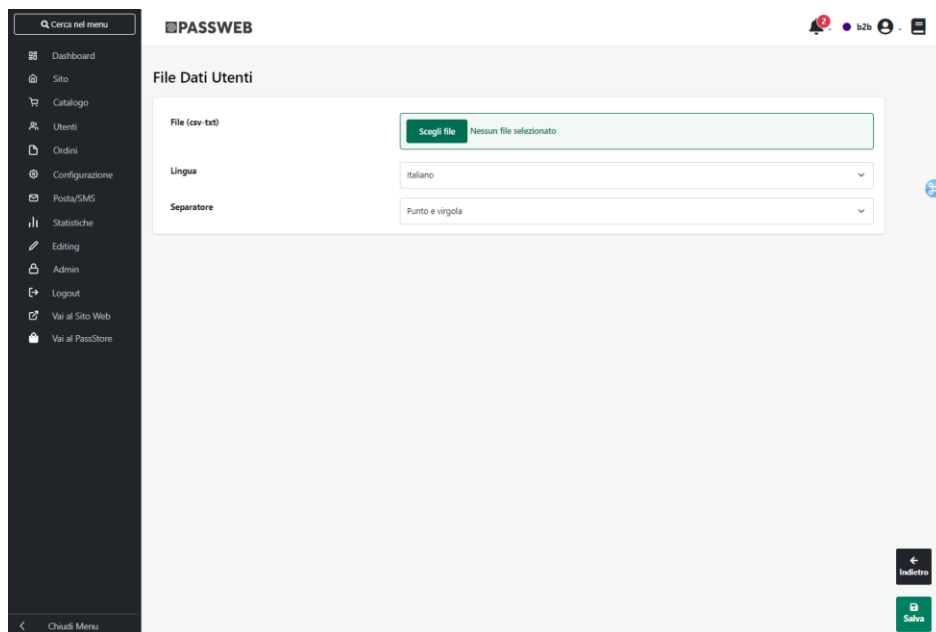 Cerca nel menu
PASSWEB
2
b2b
Dashboard
Sito
Catalogo
Utenti
Ordini
Configurazione
Posta/SMS
Statistiche
Editing
Admin
Logout
Vai al Sito Web
Vai al PassStore
Chiudi Menu
File Dati Utenti
File (csv-txt)
Scegli file Nessun file selezionato
Lingua
Italiano
Separatore
Punto e virgola
Indietro
Salva